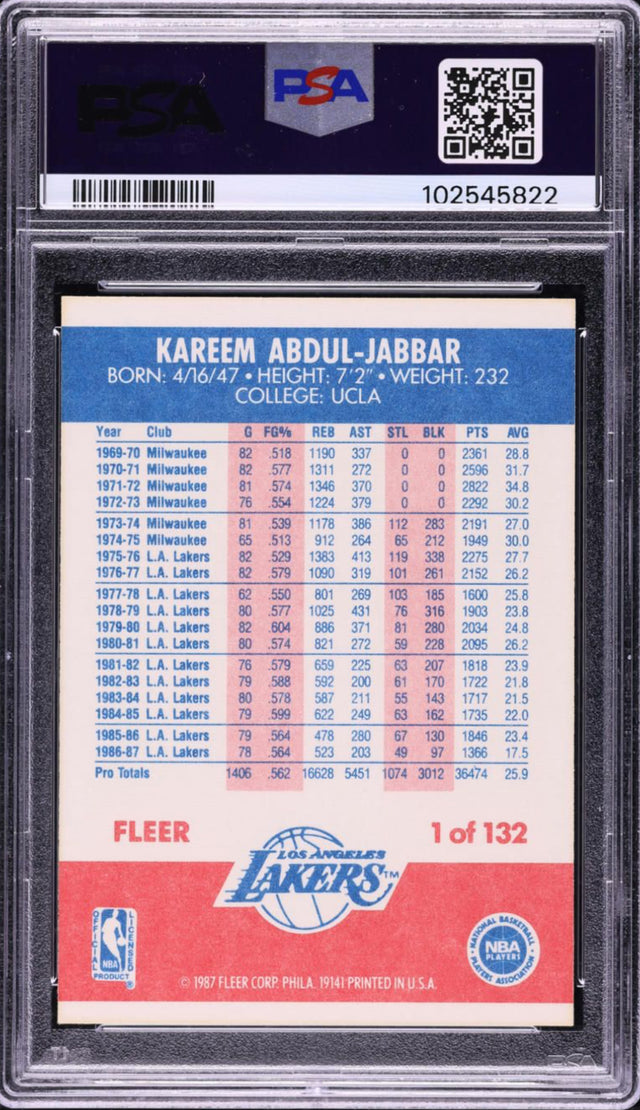 PSA
PSA
102545822
KAREEM ABDUL-JABBAR
BORN: 4/16/47 • HEIGHT: 7'2" • WEIGHT: 232
COLLEGE: UCLA
Year Club G FG% REB AST STL BLK PTS AVG
1969-70 Milwaukee 82 .518 1190 337 0 0 2361 28.8
1970-71 Milwaukee 82 .577 1311 272 0 0 2596 31.7
1971-72 Milwaukee 81 .574 1346 370 0 0 2822 34.8
1972-73 Milwaukee 76 .554 1224 379 0 0 2292 30.2
1973-74 Milwaukee 81 .539 1178 386 112 283 2191 27.0
1974-75 Milwaukee 65 .513 912 264 65 212 1949 30.0
1975-76 L.A. Lakers 82 .529 1383 413 119 338 2275 27.7
1976-77 L.A. Lakers 82 .579 1090 319 101 261 2152 26.2
1977-78 L.A. Lakers 62 .550 801 269 103 185 1600 25.8
1978-79 L.A. Lakers 80 .577 1025 431 76 316 1903 23.8
1979-80 L.A. Lakers 82 .604 886 371 81 280 2034 24.8
1980-81 L.A. Lakers 80 .574 821 272 59 228 2095 26.2
1981-82 L.A. Lakers 76 .579 659 225 63 207 1818 23.9
1982-83 L.A. Lakers 79 .588 592 200 61 170 1722 21.8
1983-84 L.A. Lakers 80 .578 587 211 55 143 1717 21.5
1984-85 L.A. Lakers 79 .599 622 249 63 162 1735 22.0
1985-86 L.A. Lakers 79 .564 478 280 67 130 1846 23.4
1986-87 L.A. Lakers 78 .564 523 203 49 97 1366 17.5
Pro Totals 1406 .562 16628 5451 1074 3012 36474 25.9
FLEER 1 of 132
LOS ANGELES
LAKERS™
OFFICIAL LICENSED
NBA
PRODUCT ®
NATIONAL BASKETBALL
NBA
PLAYERS
PLAYERS ASSOCIATION
© 1987 FLEER CORP. PHILA. 19141 PRINTED IN U.S.A.
PSA